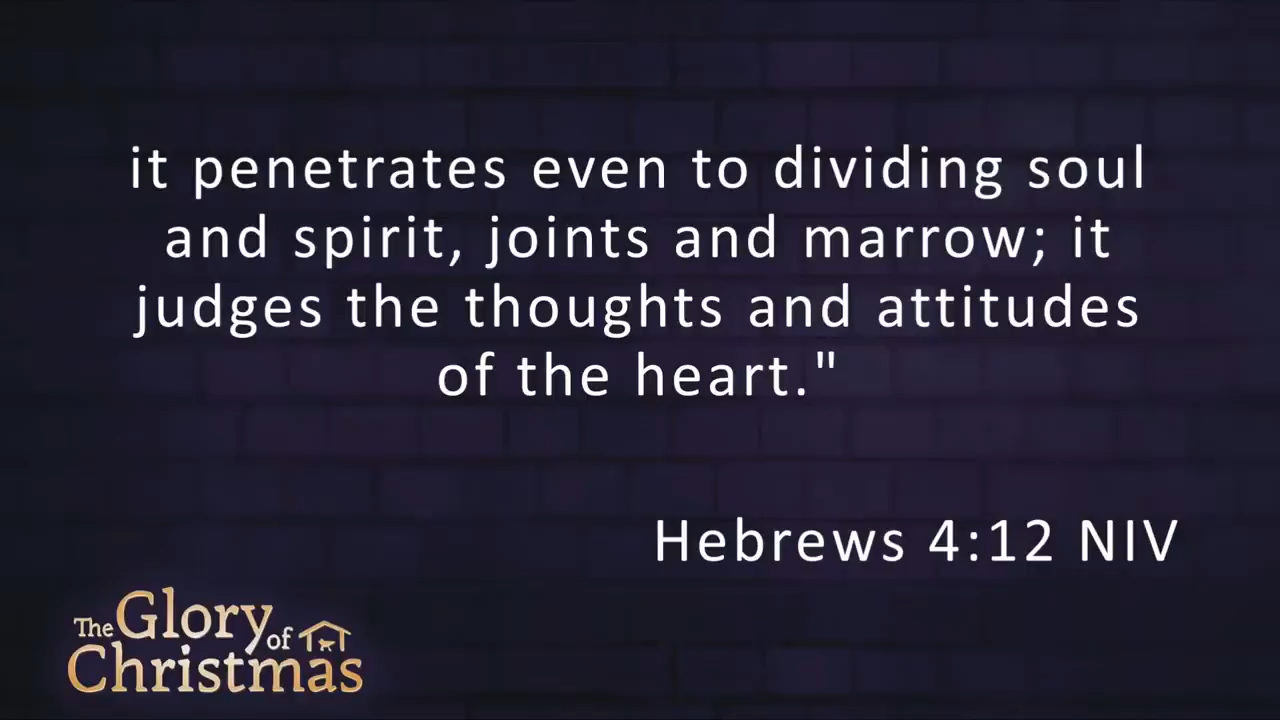 it penetrates even to dividing soul
and spirit, joints and marrow; it
judges the thoughts and attitudes
of the heart."
Hebrews 4:12 NIV
The Glory of
Christmas